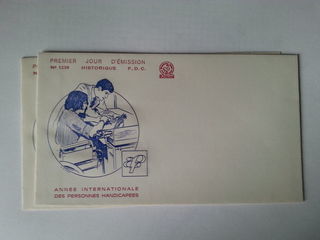 PREMIER JOUR D'ÉMISSION
No 1239 HISTORIQUE F.D.C.
ANNÉE INTERNATIONALE
DES PERSONNES HANDICAPÉES